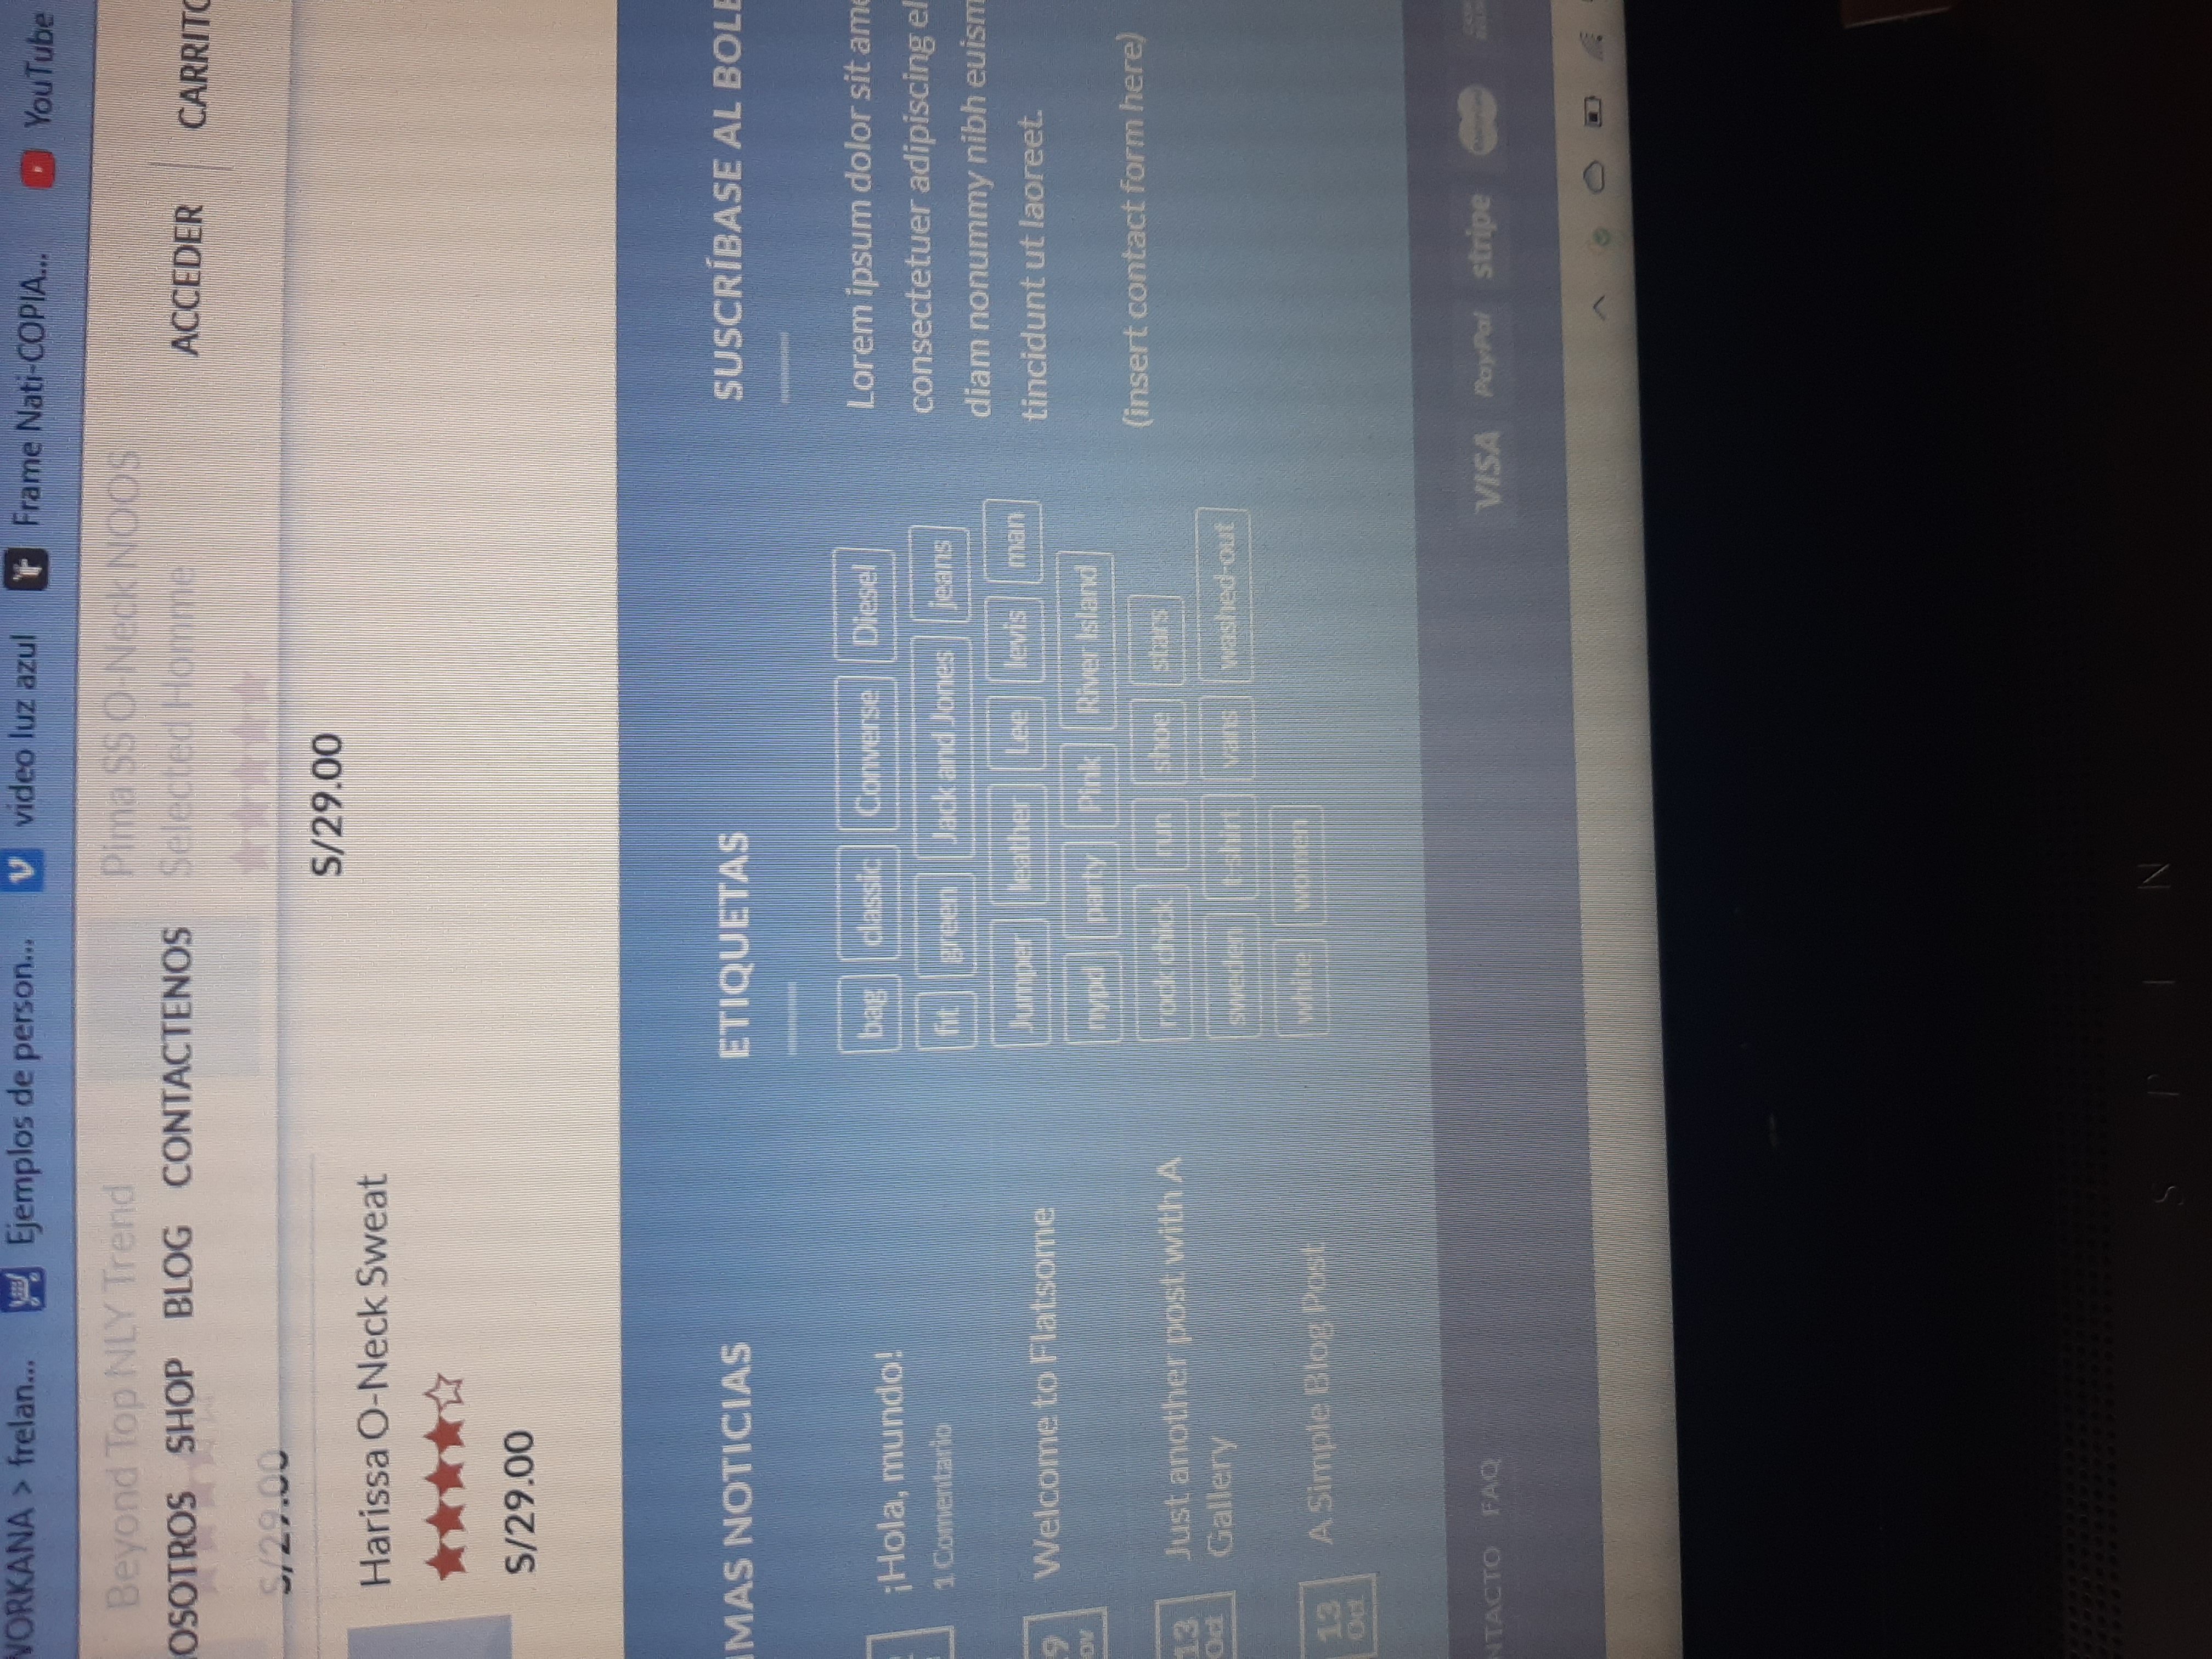 VORKANA > frelan... Ejemplos de person... video luz azul Frame Nati-COPIA... YouTube
Beyond Top NLY Trend
Pima SS O-Neck NOOS
Selected Homme
OSOTROS SHOP BLOG CONTACTENOS ACCEDER CARRITO
S/29.00
S/29.00
Harissa O-Neck Sweat
S/29.00
IMAS NOTICIAS
¡Hola, mundo!
1 Comentario
9
ov
Welcome to Flatsome
13
Oct
Just another post with A
Gallery
13
Oct
A Simple Blog Post
ETIQUETAS
bag classic Converse Diesel
fit green Jack and Jones jeans
Jumper leather Lee levis man
nypd party Pink River Island
rock chick run shoe stars
sweden t-shirt vans washed-out
white women
SUSCRÍBASE AL BOLE
Lorem ipsum dolor sit ame
consectetuer adipiscing el
diam nonummy nibh euism
tincidunt ut laoreet.
(insert contact form here)
NTACTO FAQ
VISA PayPal stripe MasterCard
SPIN